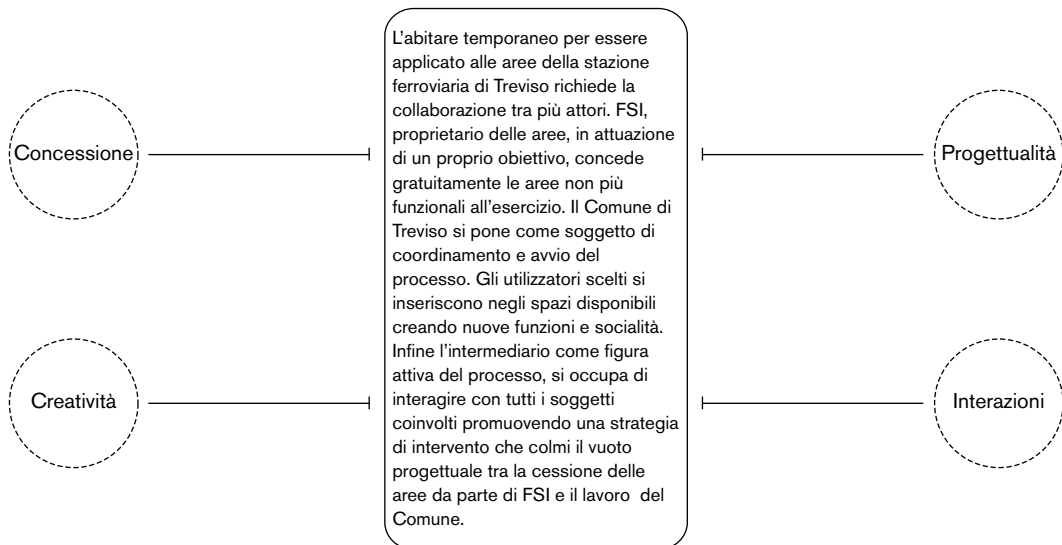 L'abitare temporaneo per essere
applicato alle aree della stazione
ferroviaria di Treviso richiede la
collaborazione tra più attori. FSI,
proprietario delle aree, in attuazione
di un proprio obiettivo, concede
gratuitamente le aree non più
funzionali all'esercizio. Il Comune di
Treviso si pone come soggetto di
coordinamento e avvio del
processo. Gli utilizzatori scelti si
inseriscono negli spazi disponibili
creando nuove funzioni e socialità.
Infine l'intermediario come figura
attiva del processo, si occupa di
interagire con tutti i soggetti
coinvolti promuovendo una strategia
di intervento che colmi il vuoto
progettuale tra la cessione delle
aree da parte di FSI e il lavoro del
Comune.
Concessione
Progettualità
Creatività
Interazioni